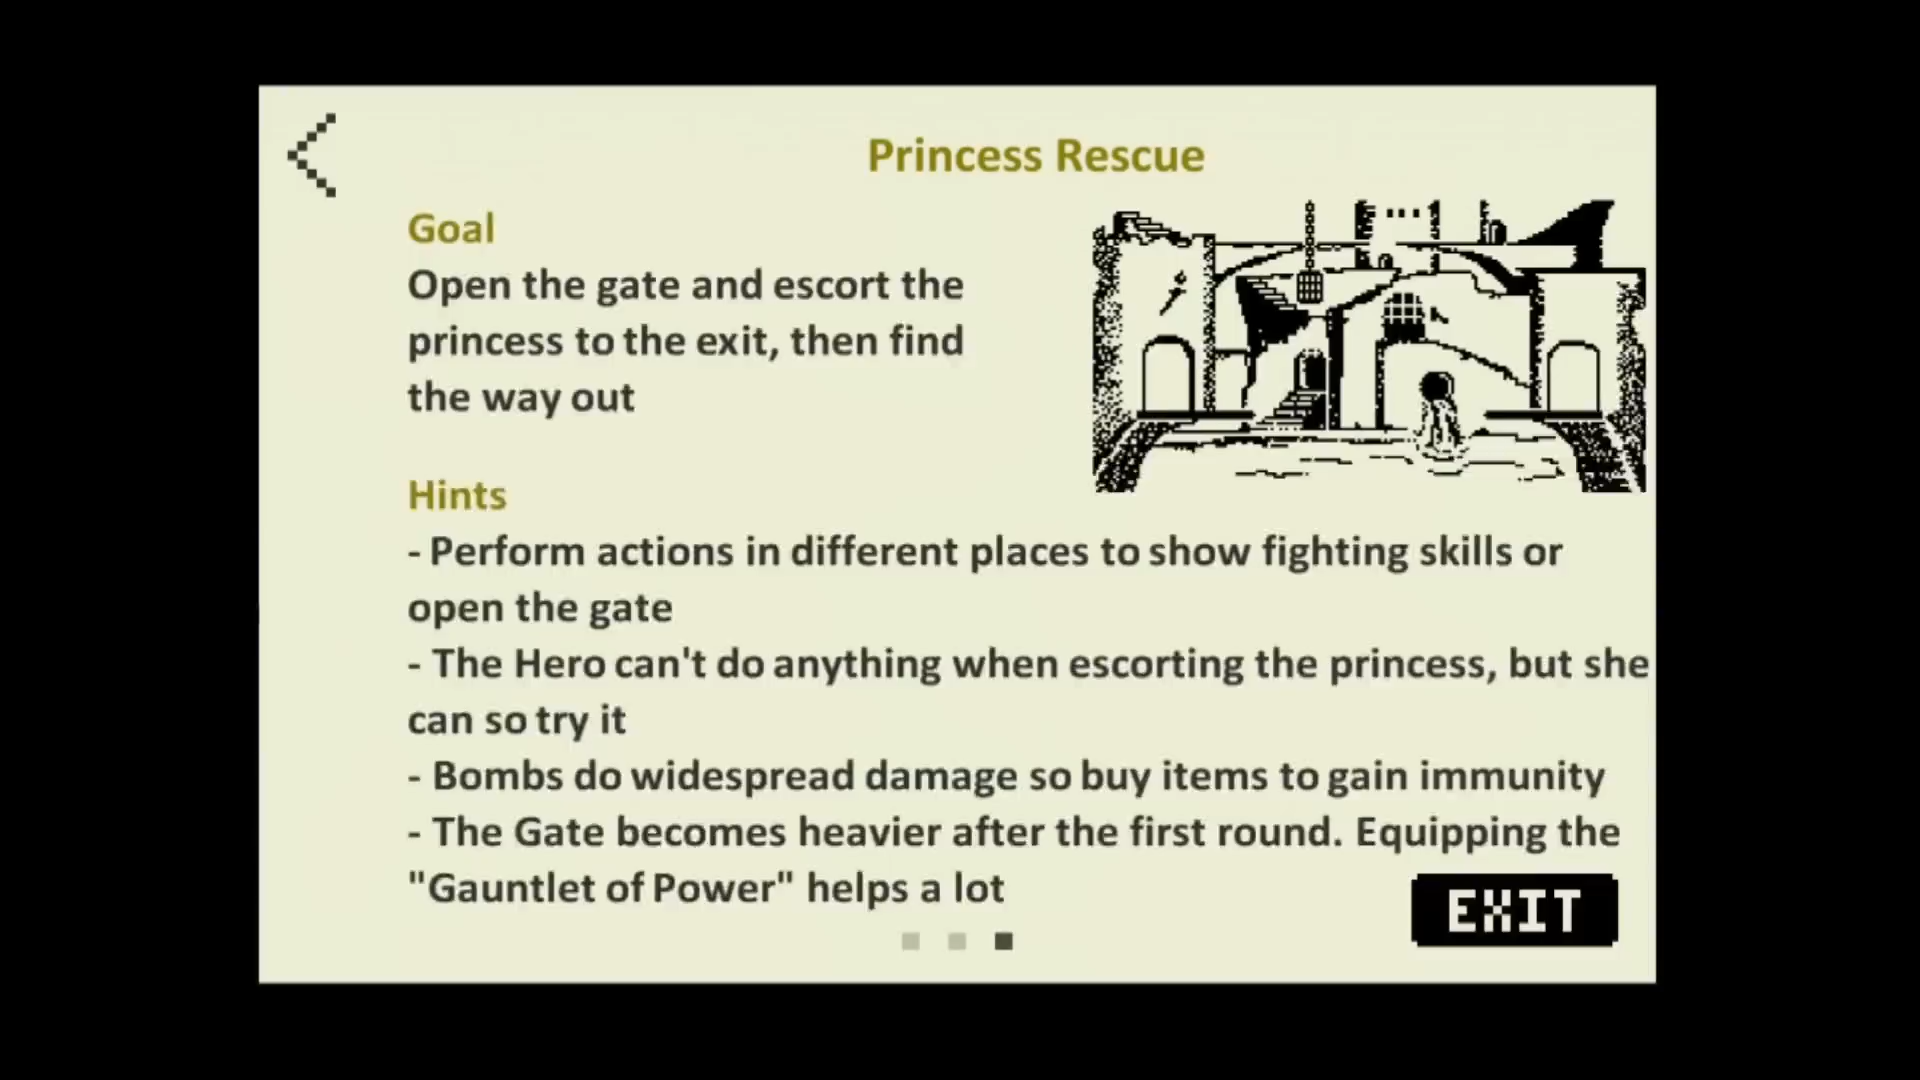 Princess Rescue
Goal
Open the gate and escort the
princess to the exit, then find
the way out
Hints
- Perform actions in different places to show fighting skills or
open the gate
- The Hero can't do anything when escorting the princess, but she
can so try it
- Bombs do widespread damage so buy items to gain immunity
- The Gate becomes heavier after the first round. Equipping the
"Gauntlet of Power" helps a lot
EXIT